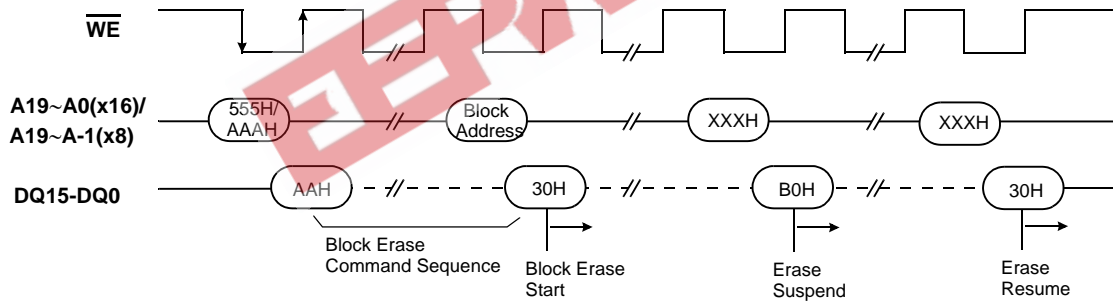 WE
A19~A0(x16)/
A19~A-1(x8)
555H/
AAAH
Block
Address
XXXH
XXXH
DQ15-DQ0
AAH
30H
B0H
30H
Block Erase
Command Sequence
Block Erase
Start
Erase
Suspend
Erase
Resume